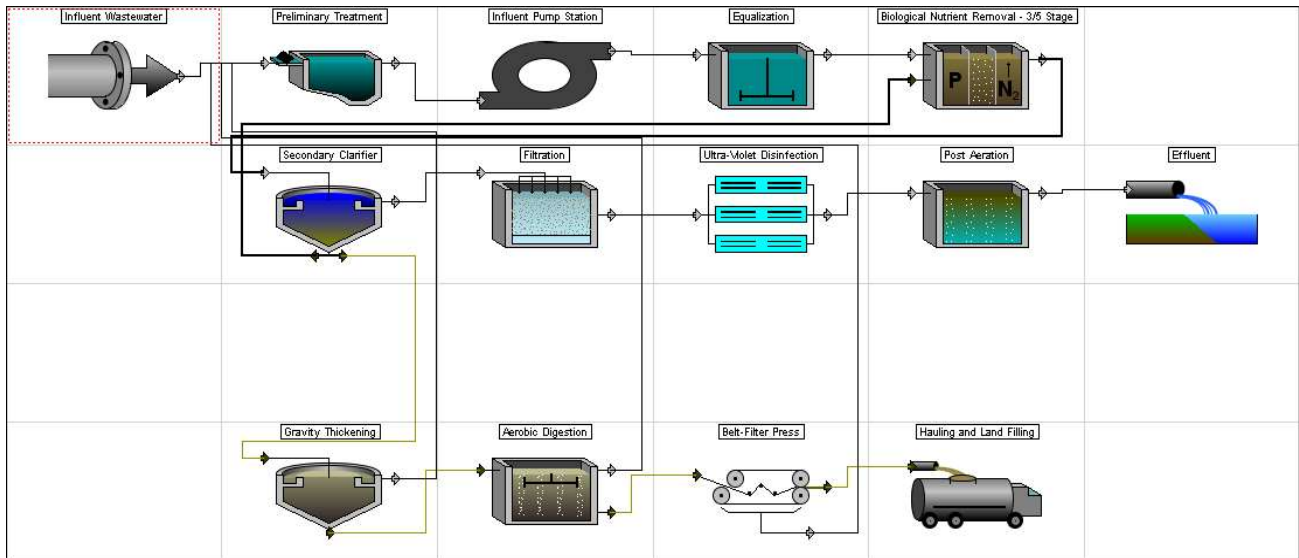 Influent Wastewater
Preliminary Treatment
Influent Pump Station
Equalization
Biological Nutrient Removal - 3/5 Stage
P
N2
Secondary Clarifier
Filtration
Ultra-Violet Disinfection
Post Aeration
Effluent
Gravity Thickening
Aerobic Digestion
Belt-Filter Press
Hauling and Land Filling